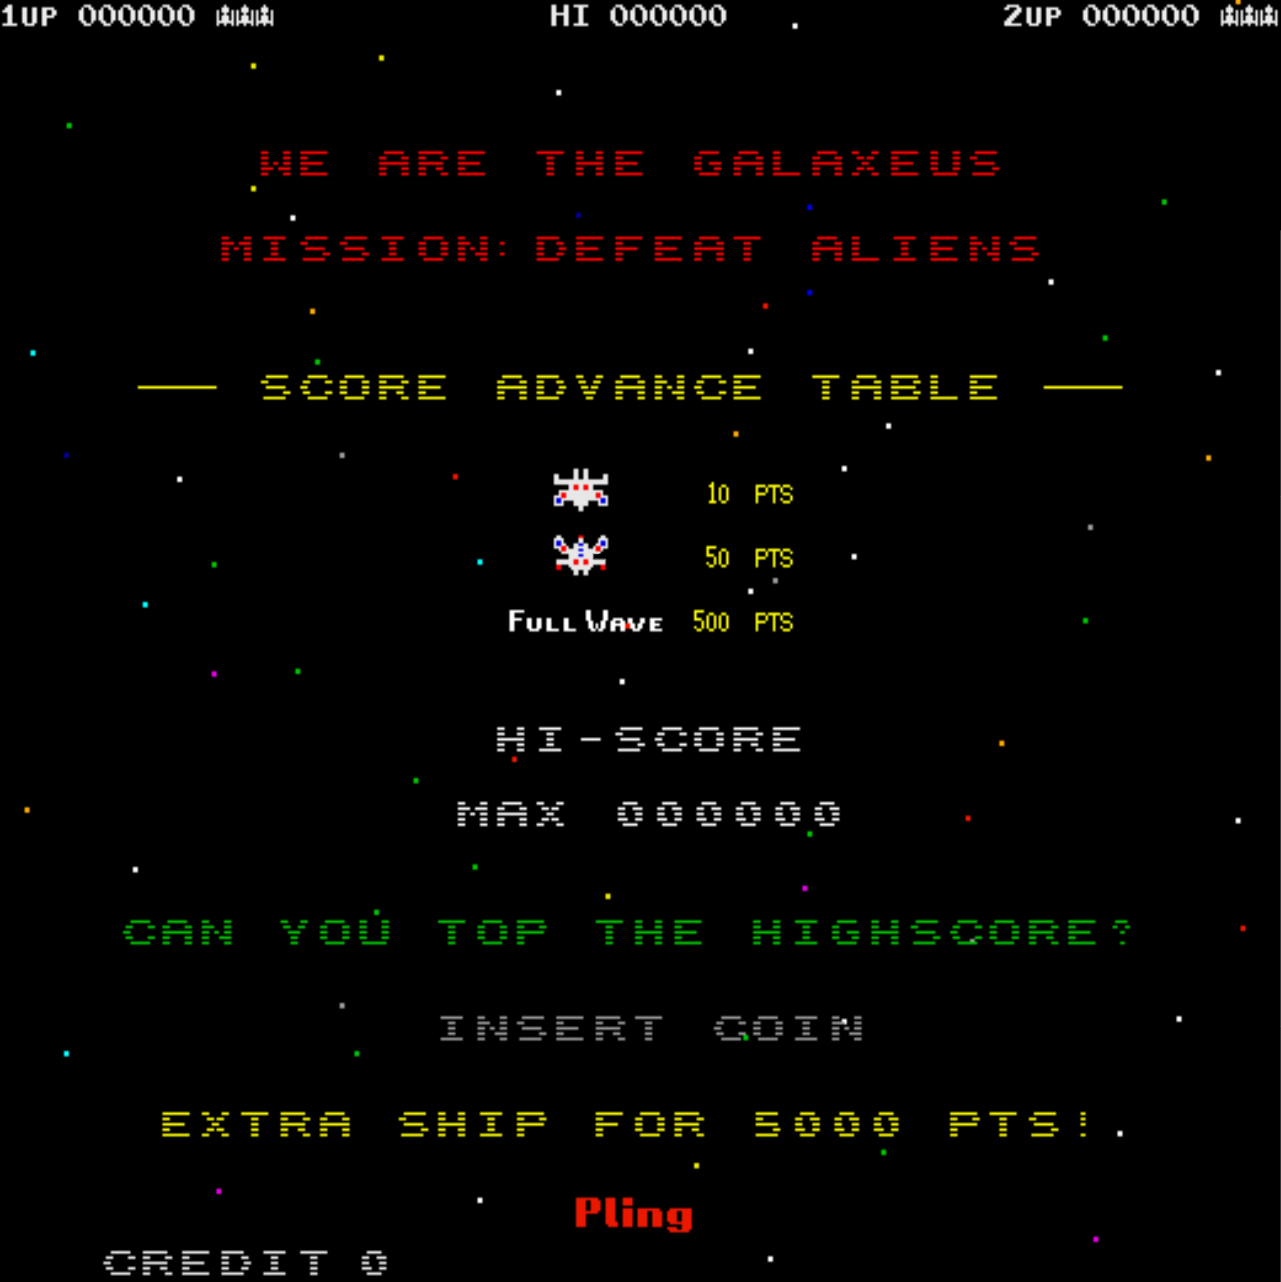 1UP 000000 HI 000000 2UP 000000
WE ARE THE GALAXEUS
MISSION: DEFEAT ALIENS
SCORE ADVANCE TABLE
10 PTS
50 PTS
FULL WAVE 500 PTS
HI-SCORE
MAX 000000
CAN YOU TOP THE HIGHSCORE?
INSERT COIN
EXTRA SHIP FOR 5000 PTS!
Pling
CREDIT 0